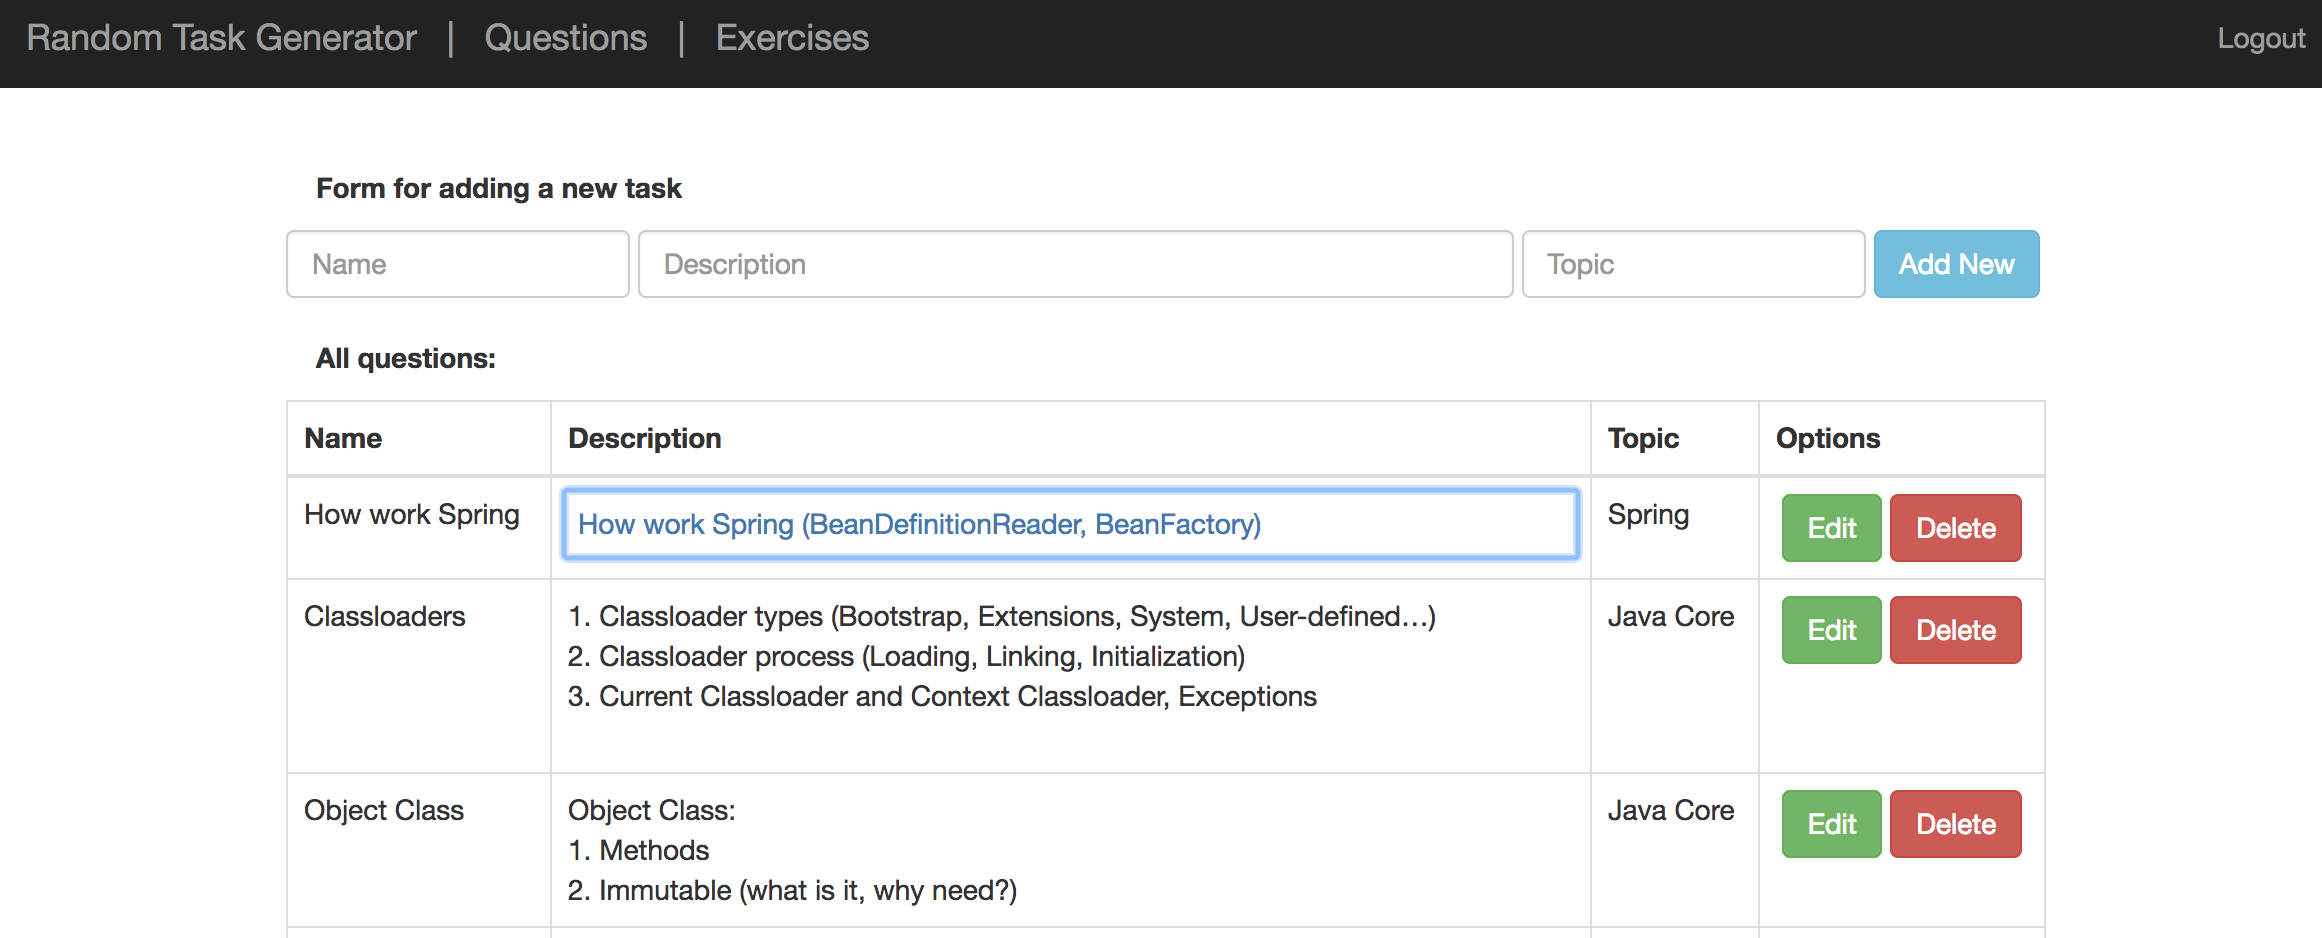 Random Task Generator | Questions | Exercises Logout
Form for adding a new task
Name Description Topic Add New
All questions:
Name Description Topic Options
How work Spring How work Spring (BeanDefinitionReader, BeanFactory) Spring Edit Delete
Classloaders 1. Classloader types (Bootstrap, Extensions, System, User-defined...) Java Core Edit Delete
2. Classloader process (Loading, Linking, Initialization)
3. Current Classloader and Context Classloader, Exceptions
Object Class Object Class: Java Core Edit Delete
1. Methods
2. Immutable (what is it, why need?)